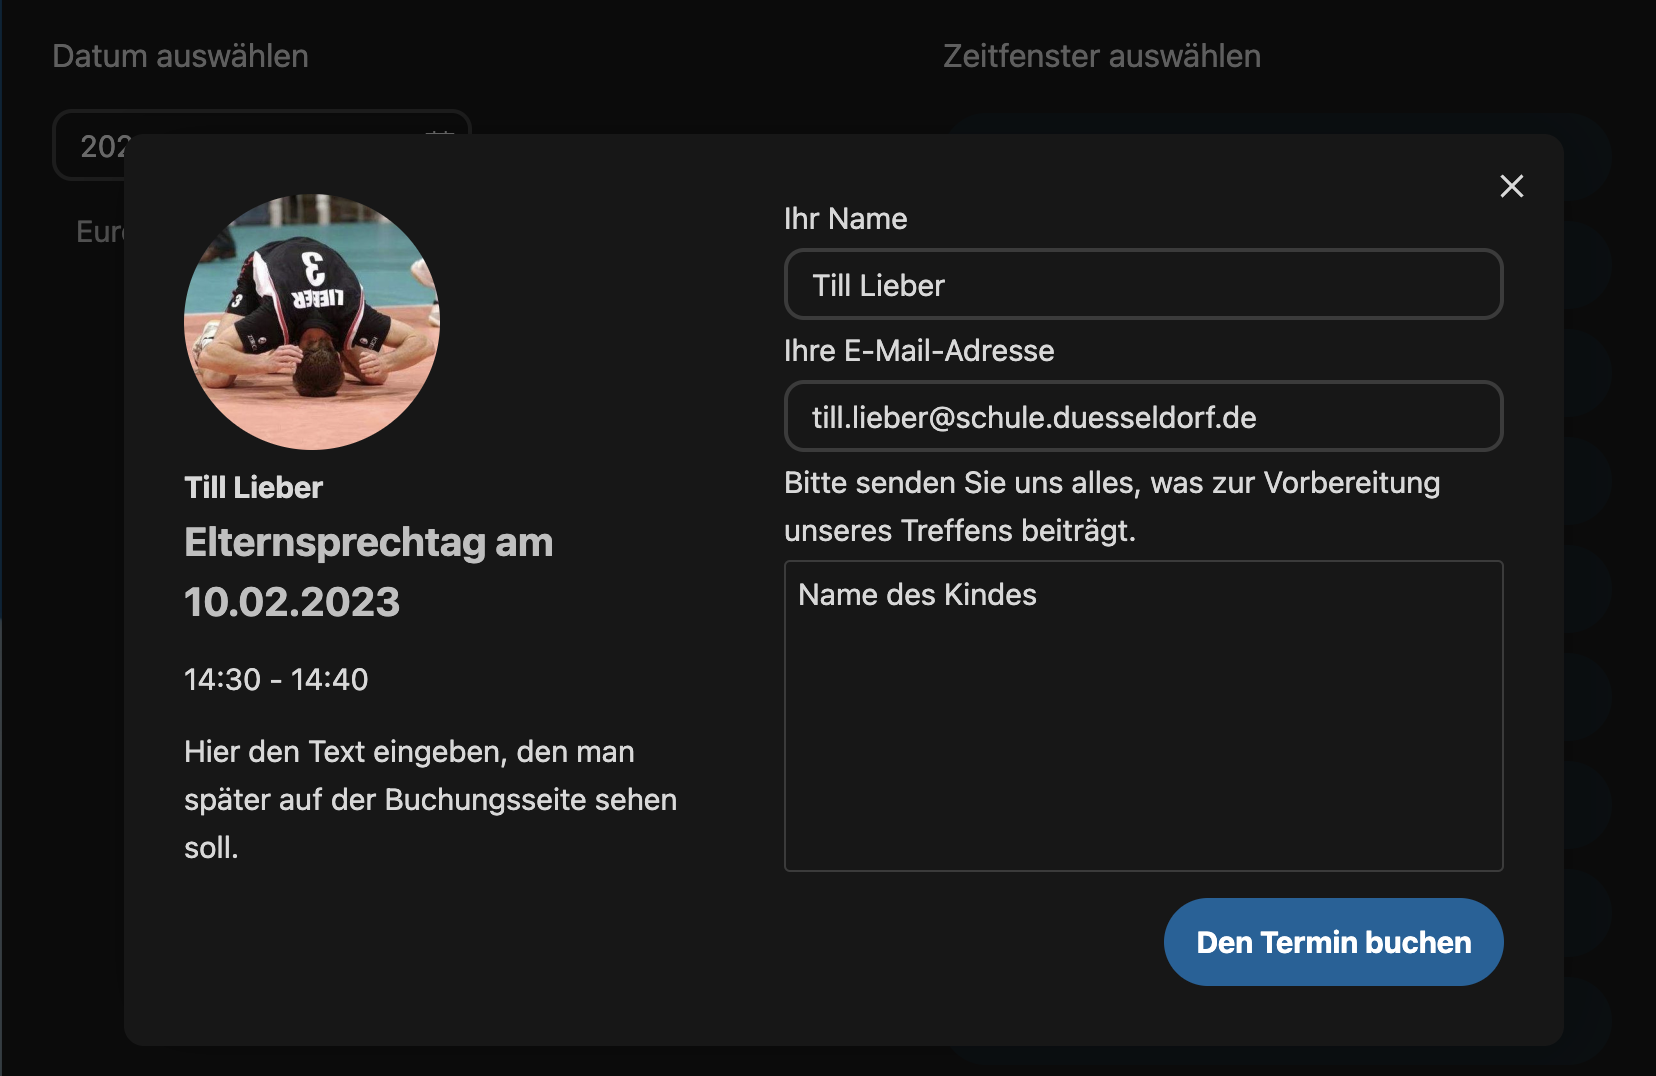 Datum auswählen
Zeitfenster auswählen
202
Euro
3
LIEBER
3
Till Lieber
Elternsprechtag am
10.02.2023
14:30 - 14:40
Hier den Text eingeben, den man
später auf der Buchungsseite sehen
soll.
Ihr Name
Till Lieber
Ihre E-Mail-Adresse
till.lieber@schule.duesseldorf.de
Bitte senden Sie uns alles, was zur Vorbereitung
unseres Treffens beiträgt.
Name des Kindes
Den Termin buchen